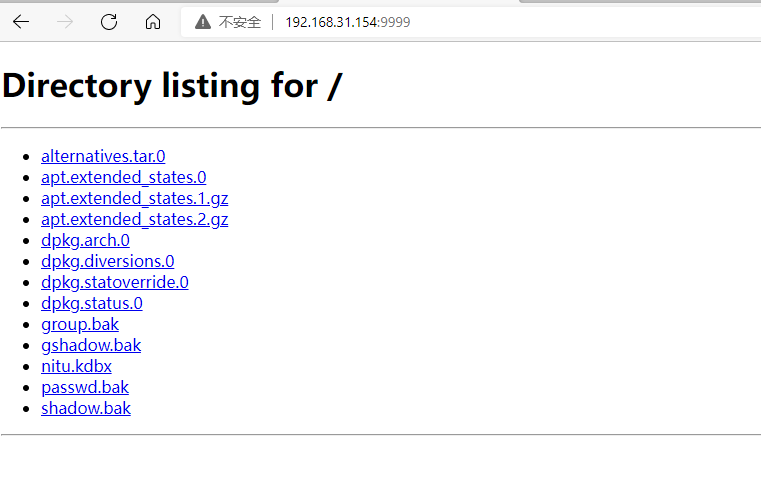 不安全 192.168.31.154:9999
Directory listing for /
alternatives.tar.0
apt.extended_states.0
apt.extended_states.1.gz
apt.extended_states.2.gz
dpkg.arch.0
dpkg.diversions.0
dpkg.statoverride.0
dpkg.status.0
group.bak
gshadow.bak
nitu.kdbx
passwd.bak
shadow.bak